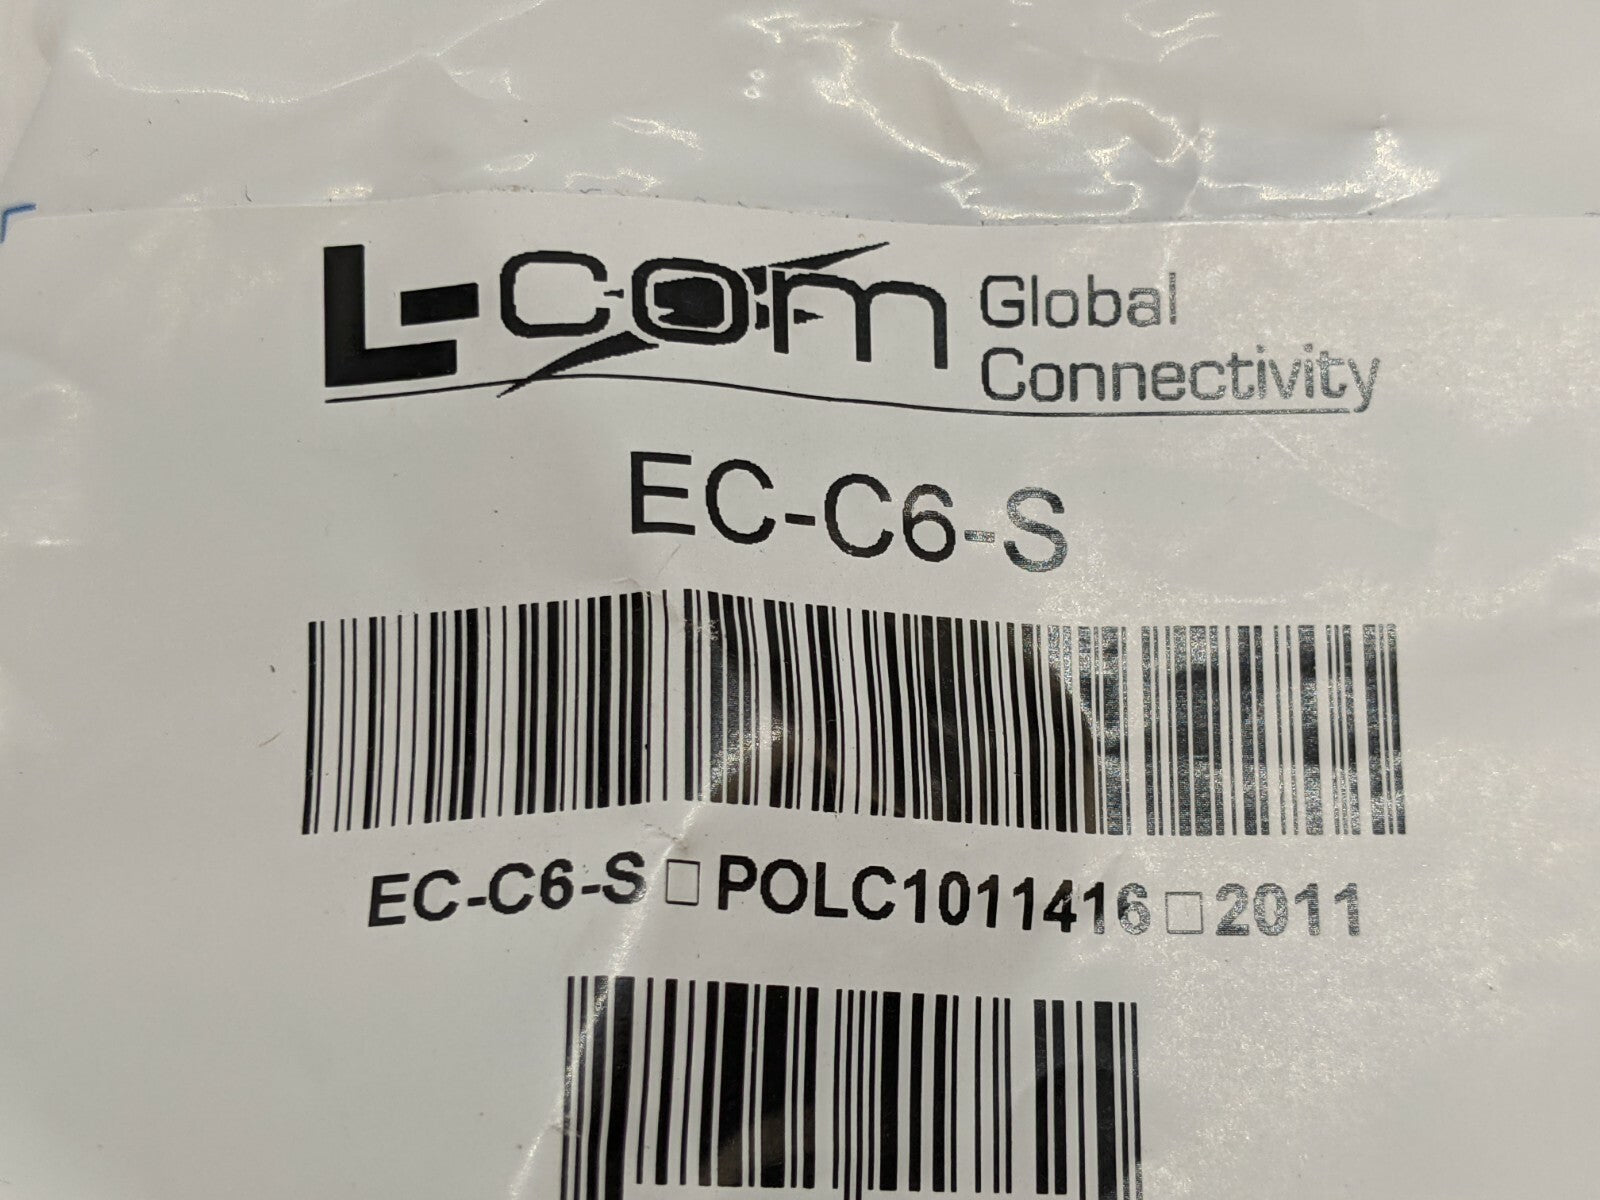 L-com Global
Connectivity
EC-C6-S
EC-C6-S□POLC1011416□2011